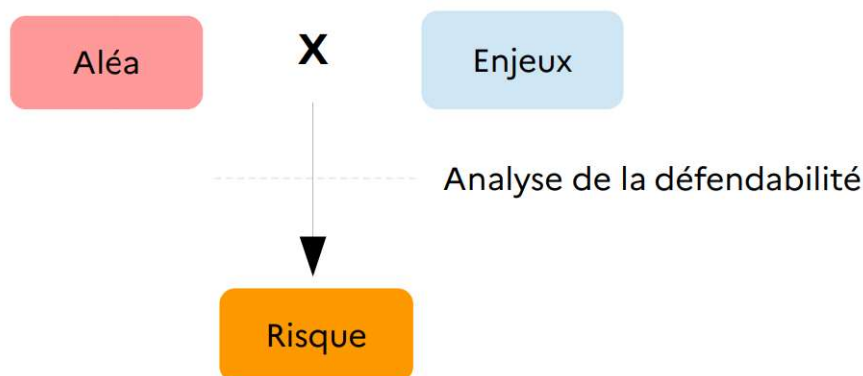 Aléa
X
Enjeux
Analyse de la défendabilité
Risque